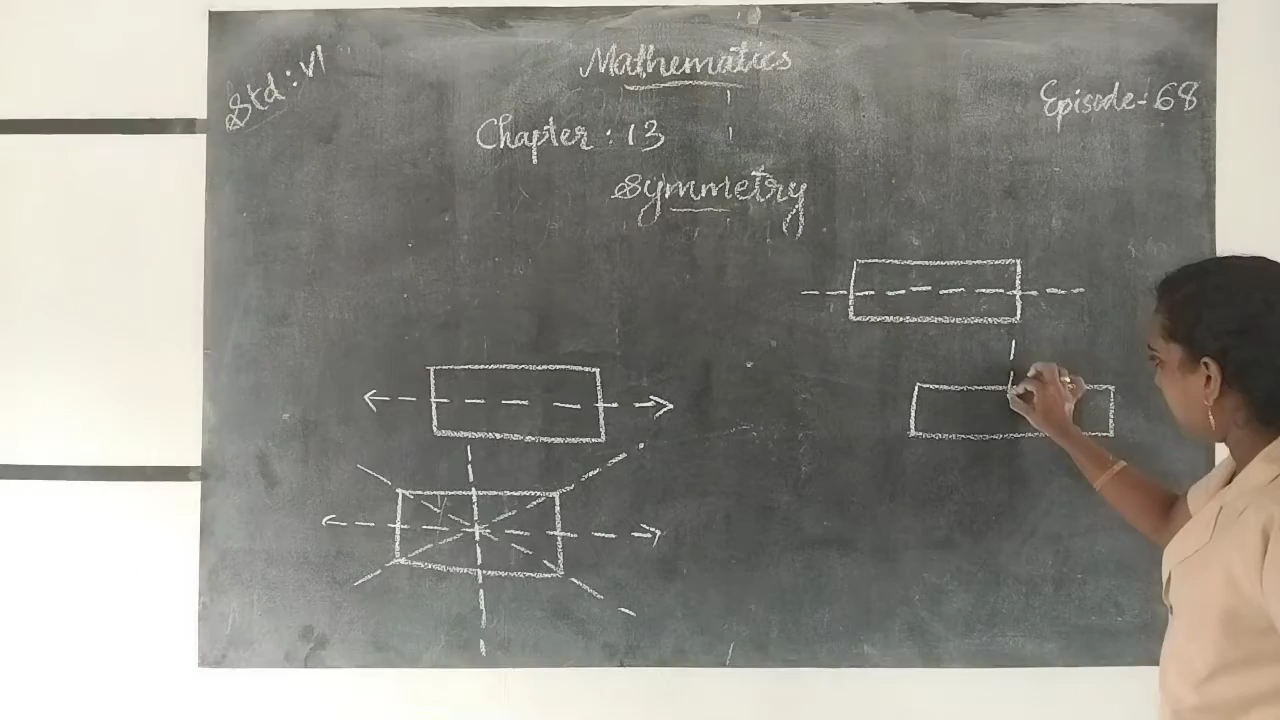 Std : VI
Mathematics
Episode-: 68
Chapter : 13
Symmetry